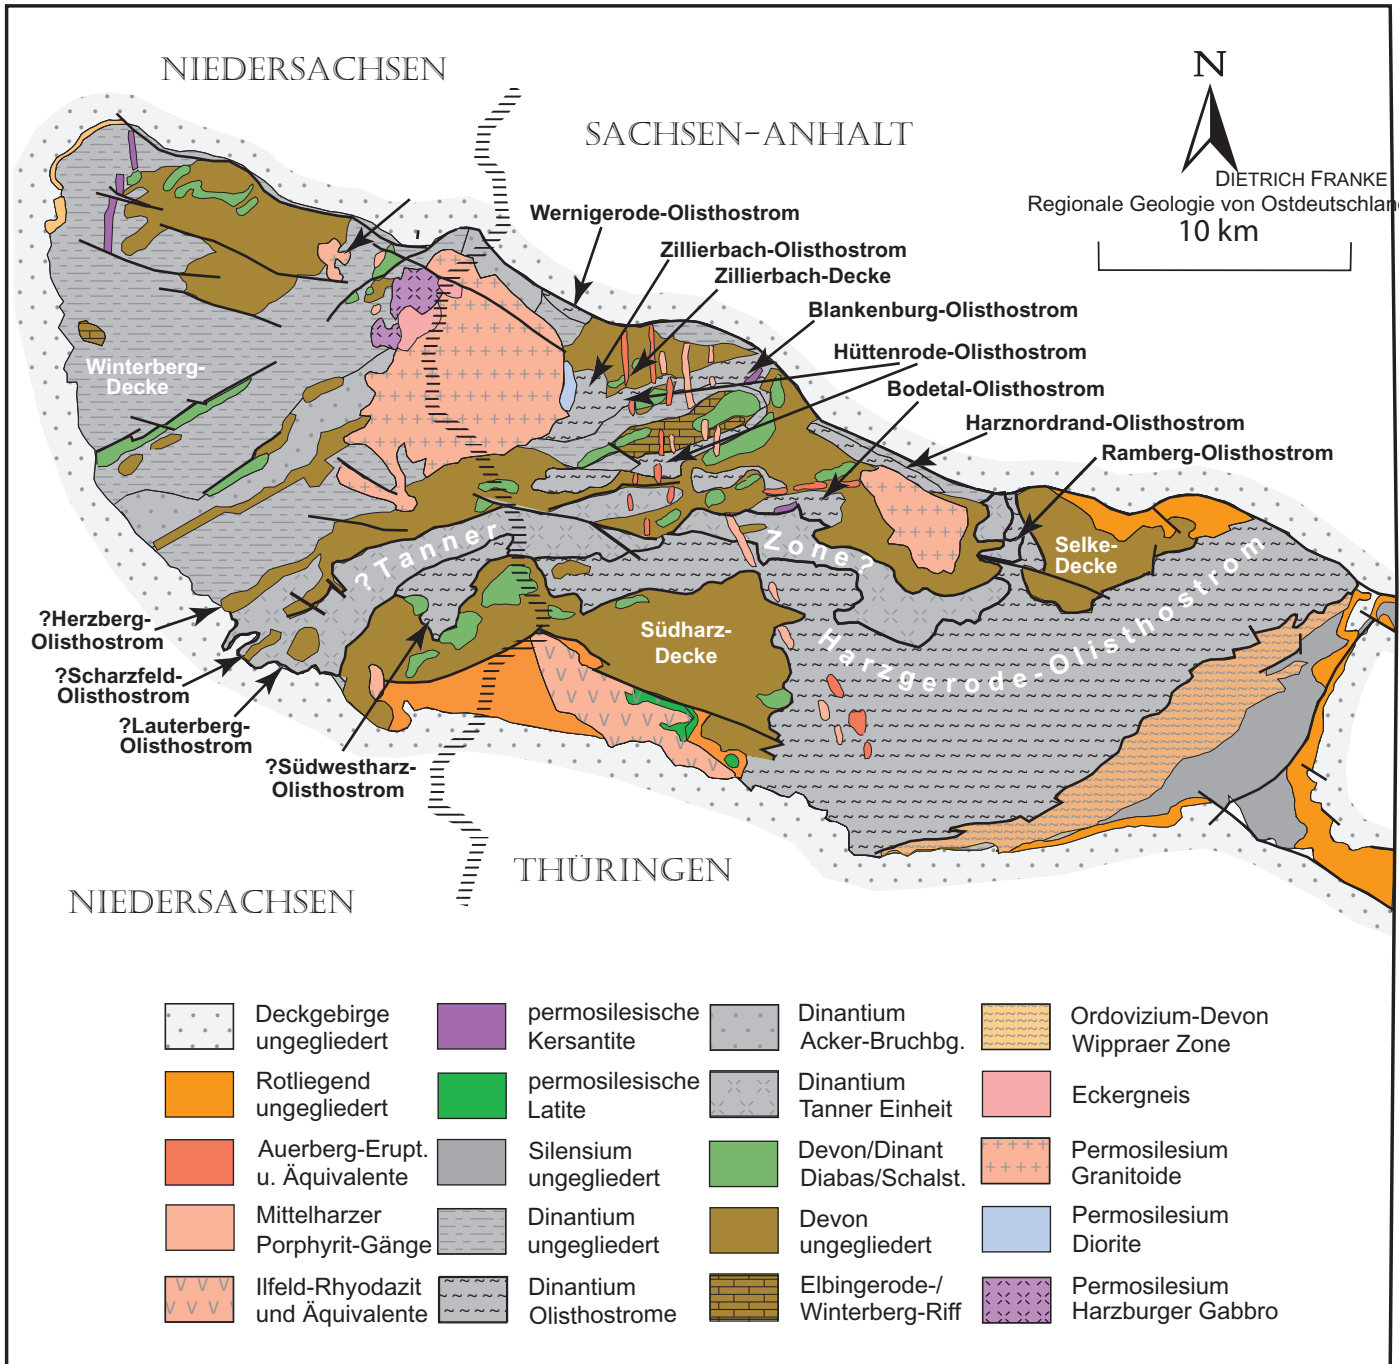 NIEDERSACHSEN
SACHSEN-ANHALT
N
DIETRICH FRANKE
Regionale Geologie von Ostdeutschland
10 km
Wernigerode-Olisthostrom
Zillierbach-Olisthostrom
Zillierbach-Decke
Blankenburg-Olisthostrom
Hüttenrode-Olisthostrom
Bodetal-Olisthostrom
Harznordrand-Olisthostrom
Ramberg-Olisthostrom
Winterberg-
Decke
?Tanner Zone?
Selke-
Decke
Südharz-
Decke
Harzgerode-Olisthostrom
?Herzberg-
Olisthostrom
?Scharzfeld-
Olisthostrom
?Lauterberg-
Olisthostrom
?Südwestharz-
Olisthostrom
THÜRINGEN
NIEDERSACHSEN
Deckgebirge
ungegliedert
Rotliegend
ungegliedert
Auerberg-Erupt.
u. Äquivalente
Mittelharzer
Porphyrit-Gänge
Ilfeld-Rhyodazit
und Äquivalente
permosilesische
Kersantite
permosilesische
Latite
Silensium
ungegliedert
Dinantium
ungegliedert
Dinantium
Olisthostrome
Dinantium
Acker-Bruchbg.
Dinantium
Tanner Einheit
Devon/Dinant
Diabas/Schalst.
Devon
ungegliedert
Elbingerode-/
Winterberg-Riff
Ordovizium-Devon
Wippraer Zone
Eckergneis
Permosilesium
Granitoide
Permosilesium
Diorite
Permosilesium
Harzburger Gabbro